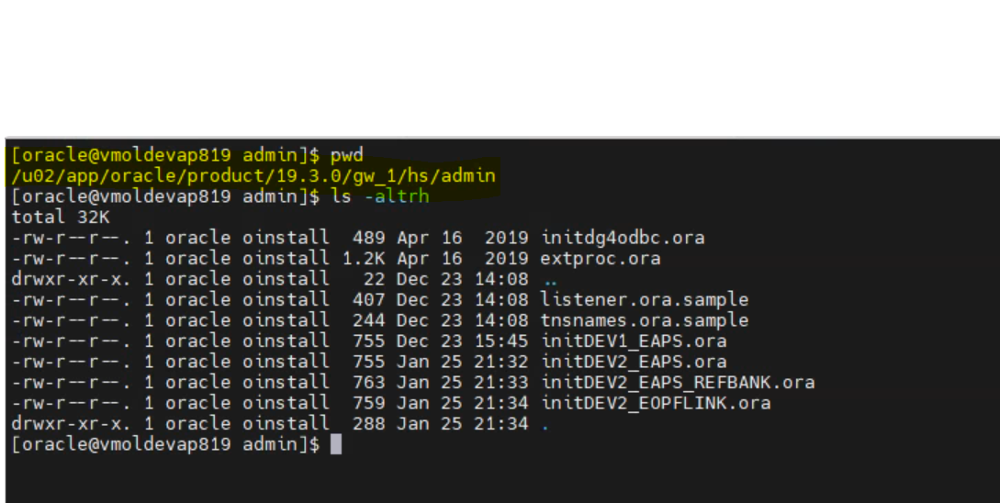 [oracle@vmoldevap819 admin]$ pwd
/u02/app/oracle/product/19.3.0/gw_1/hs/admin
[oracle@vmoldevap819 admin]$ ls -altrh
total 32K
-rw-r--r--. 1 oracle oinstall  489 Apr 16  2019 initdg4odbc.ora
-rw-r--r--. 1 oracle oinstall 1.2K Apr 16  2019 extproc.ora
drwxr-xr-x. 1 oracle oinstall   22 Dec 23 14:08 ..
-rw-r--r--. 1 oracle oinstall  407 Dec 23 14:08 listener.ora.sample
-rw-r--r--. 1 oracle oinstall  244 Dec 23 14:08 tnsnames.ora.sample
-rw-r--r--. 1 oracle oinstall  755 Dec 23 15:45 initDEV1_EAPS.ora
-rw-r--r--. 1 oracle oinstall  755 Jan 25 21:32 initDEV2_EAPS.ora
-rw-r--r--. 1 oracle oinstall  763 Jan 25 21:33 initDEV2_EAPS_REFBANK.ora
-rw-r--r--. 1 oracle oinstall  759 Jan 25 21:34 initDEV2_EOPFLINK.ora
drwxr-xr-x. 1 oracle oinstall  288 Jan 25 21:34 .
[oracle@vmoldevap819 admin]$